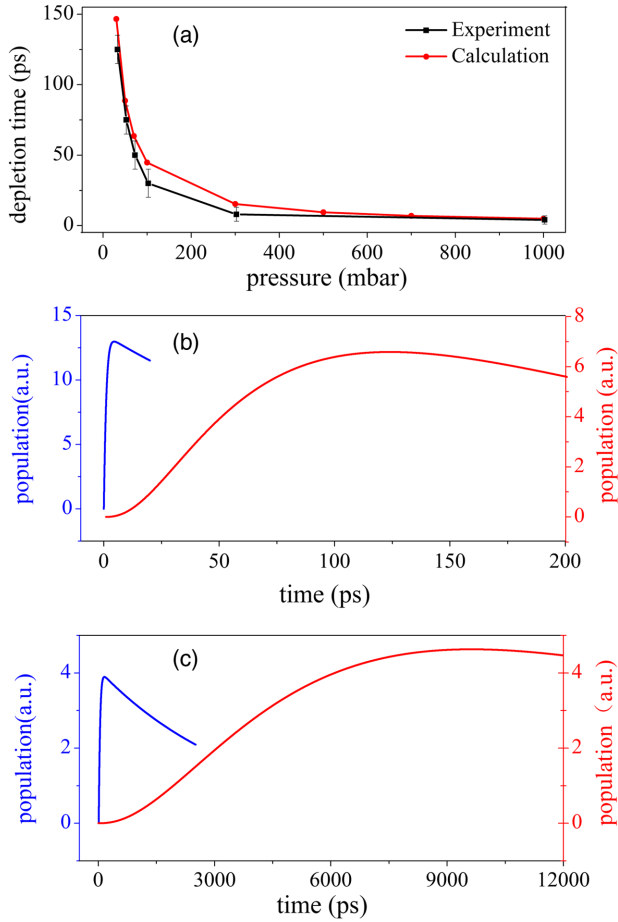 150
100
50
0
depletion time (ps)
(a)
Experiment
Calculation
0 200 400 600 800 1000
pressure (mbar)
15
10
5
0
population(a.u.)
(b)
8
6
4
2
0
population (a.u.)
0 50 100 150 200
time (ps)
4
2
0
population(a.u.)
(c)
4
2
0
population （a.u.)
0 3000 6000 9000 12000
time (ps)